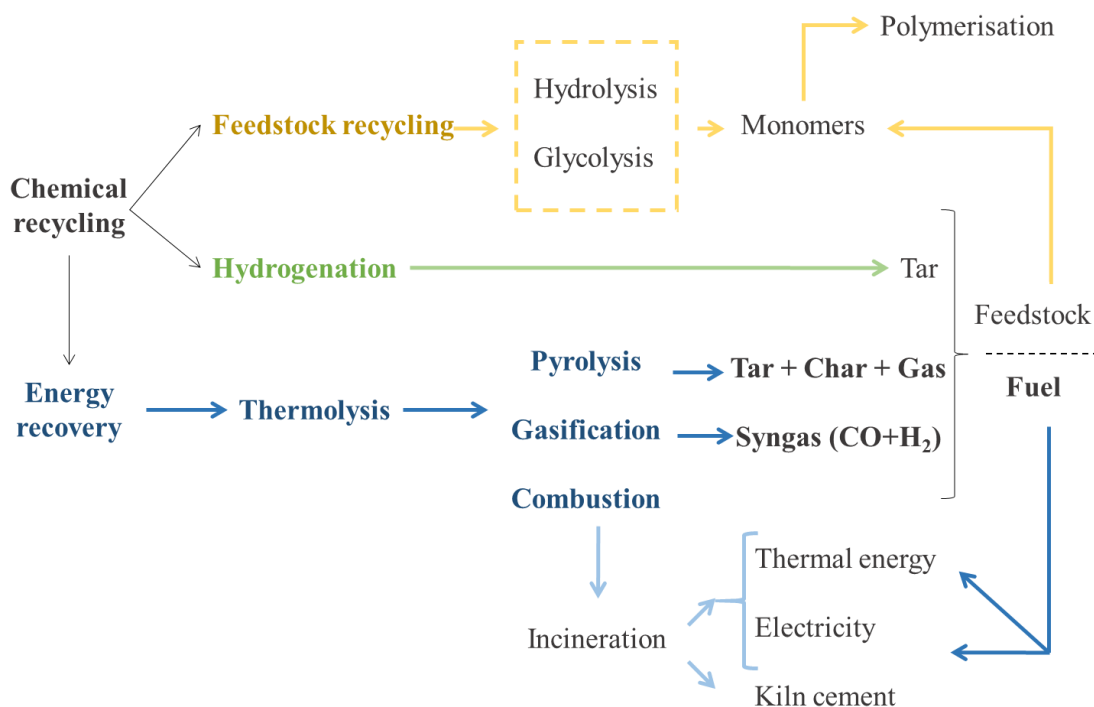 Polymerisation
Hydrolysis
Feedstock recycling
Monomers
Glycolysis
Chemical
recycling
Hydrogenation
Tar
Feedstock
Pyrolysis
Tar + Char + Gas
Fuel
Energy
recovery
Thermolysis
Gasification
Syngas (CO+H₂)
Combustion
Thermal energy
Incineration
Electricity
Kiln cement